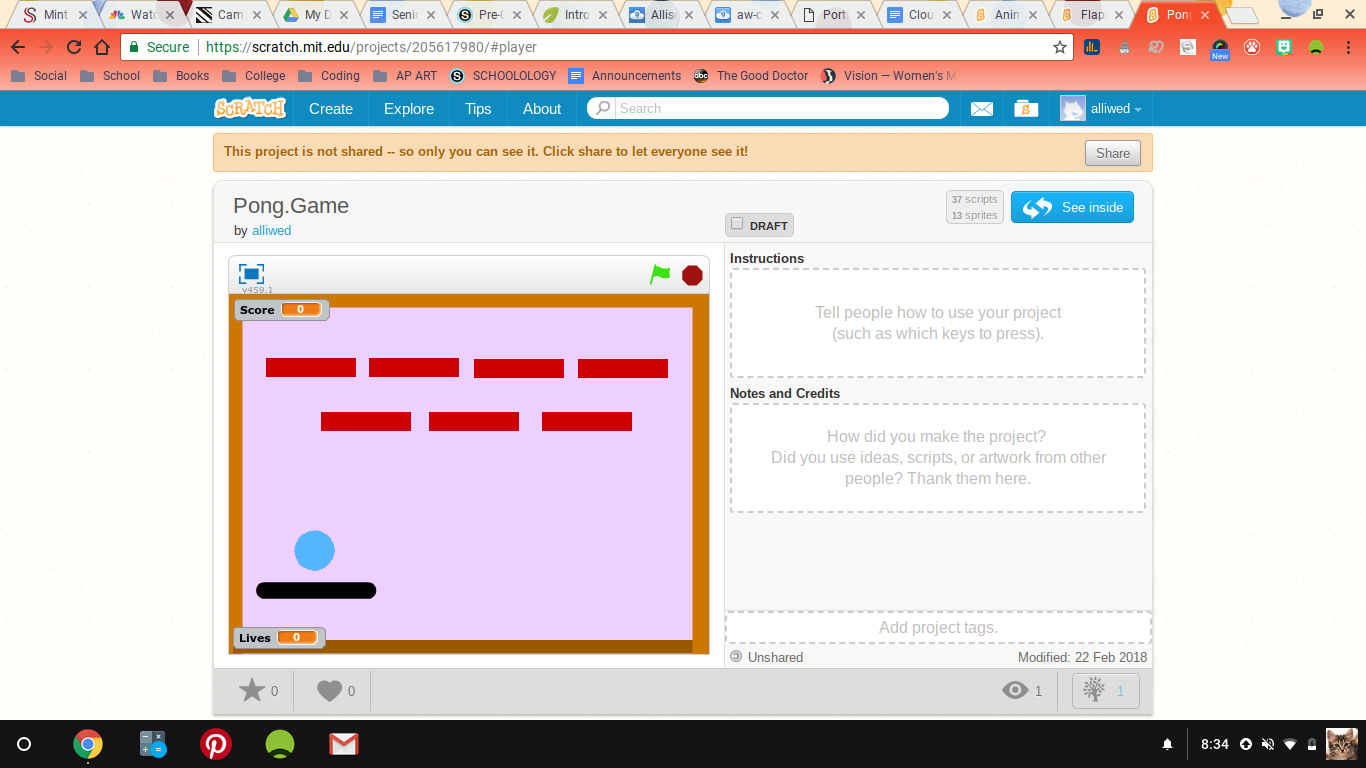 Mint
Watc
Cam
My D
Senic
Pre-C
Intro
Allis
aw-c
Port
Clou
Anim
Flap
Pong
Secure
https://scratch.mit.edu/projects/205617980/#player
New
Social
School
Books
College
Coding
AP ART
SCHOOLOLOGY
Announcements
abc
The Good Doctor
Vision — Women's M
SCRATCH
Create
Explore
Tips
About
Search
alliwed
This project is not shared -- so only you can see it. Click share to let everyone see it!
Share
Pong.Game
by alliwed
DRAFT
37 scripts
13 sprites
See inside
v459.1
Score 0
Lives 0
Instructions
Tell people how to use your project
(such as which keys to press).
Notes and Credits
How did you make the project?
Did you use ideas, scripts, or artwork from other
people? Thank them here.
Add project tags.
Unshared
Modified: 22 Feb 2018
0
0
1
1
8:34